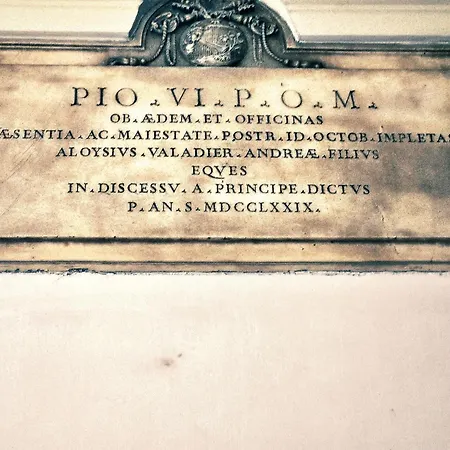 PIO. VI. P. O. M.
OB. ÆDEM. ET. OFFICINAS
ÆSENTIA. AC. MAIESTATE. POSTR. ID. OCTOB. IMPLETAS
ALOYSIUS. VALADIER. ANDREÆ. FILIVS
EQVES
IN. DISCESSV. A. PRINCIPE. DICTVS
P. AN. S. MDCCLXXIX.